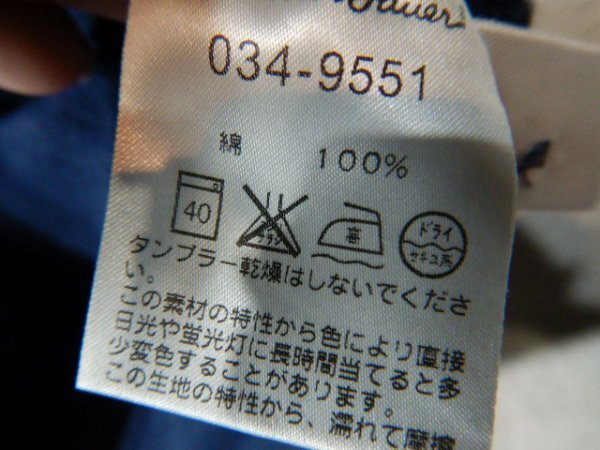 Bauer
034-9551
綿 100%
40 高 ドライ
セキユ系
タンブラー乾燥はしないでくださ
い。
この素材の特性から色により直接
日光や蛍光灯に長時間当てると多
少変色することがあります。
この生地の特性から、濡れて摩擦